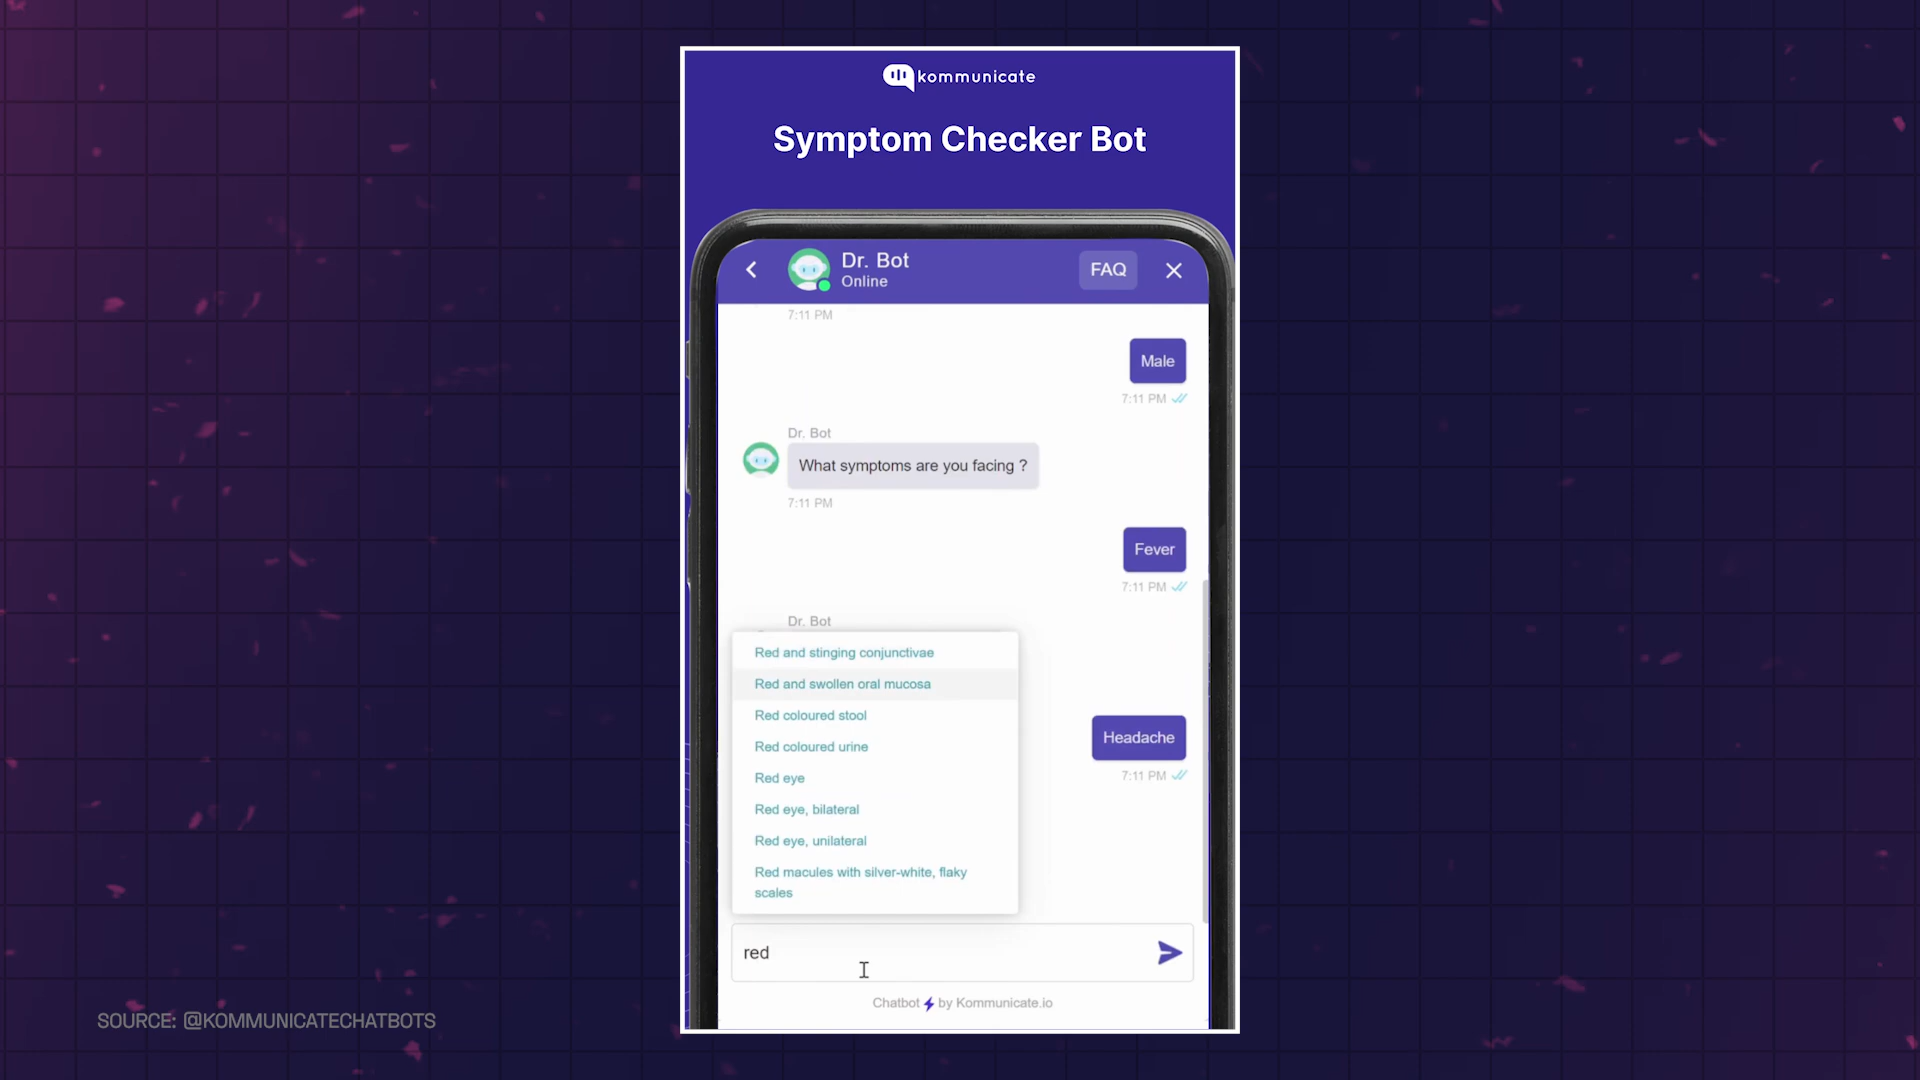 kommunicate
Symptom Checker Bot
Dr. Bot
Online
FAQ
7:11 PM
Male
7:11 PM
Dr. Bot
What symptoms are you facing ?
7:11 PM
Fever
7:11 PM
Dr. Bot
Red and stinging conjunctivae
Red and swollen oral mucosa
Red coloured stool
Red coloured urine
Red eye
Red eye, bilateral
Red eye, unilateral
Red macules with silver-white, flaky
scales
Headache
7:11 PM
red
Chatbot by Kommunicate.io
SOURCE: @KOMMUNICATECHATBOTS